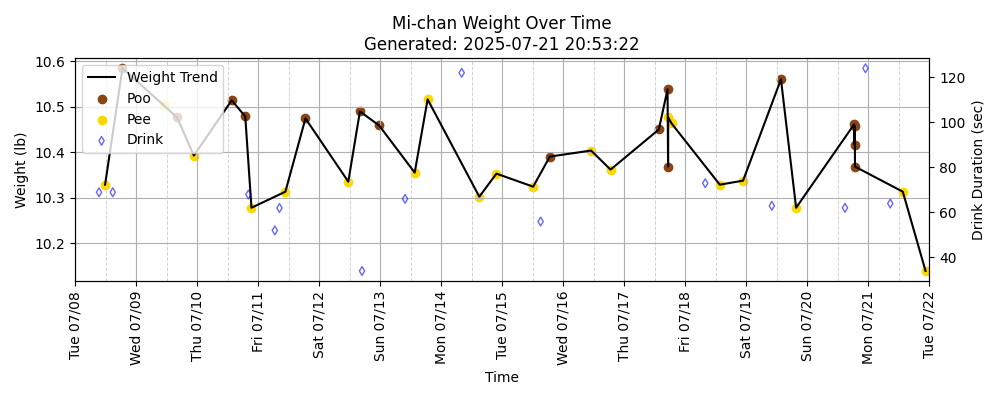 Mi-chan Weight Over Time
Generated: 2025-07-21 20:53:22
Weight Trend
Poo
Pee
Drink
Weight (lb)
10.6
10.5
10.4
10.3
10.2
120
100
80
60
40
Drink Duration (sec)
Tue 07/08
Wed 07/09
Thu 07/10
Fri 07/11
Sat 07/12
Sun 07/13
Mon 07/14
Tue 07/15
Wed 07/16
Thu 07/17
Fri 07/18
Sat 07/19
Sun 07/20
Mon 07/21
Tue 07/22
Time